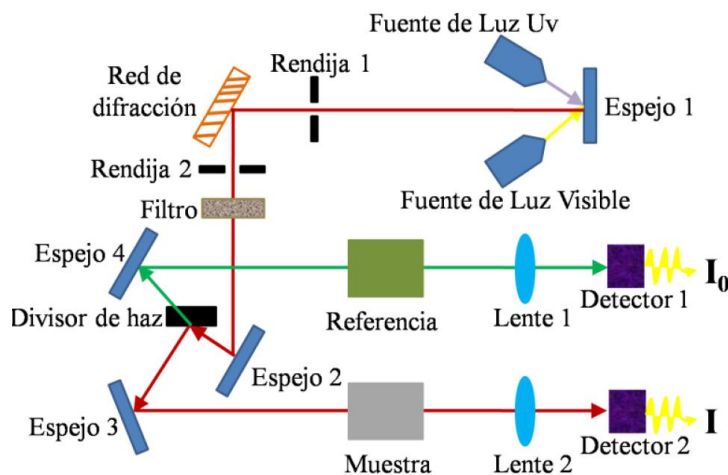 Fuente de Luz Uv
Red de
difracción
Rendija 1
Espejo 1
Rendija 2
Fuente de Luz Visible
Filtro
Espejo 4
I₀
Divisor de haz
Referencia
Lente 1
Detector 1
Espejo 2
Espejo 3
Muestra
Lente 2
Detector 2
I